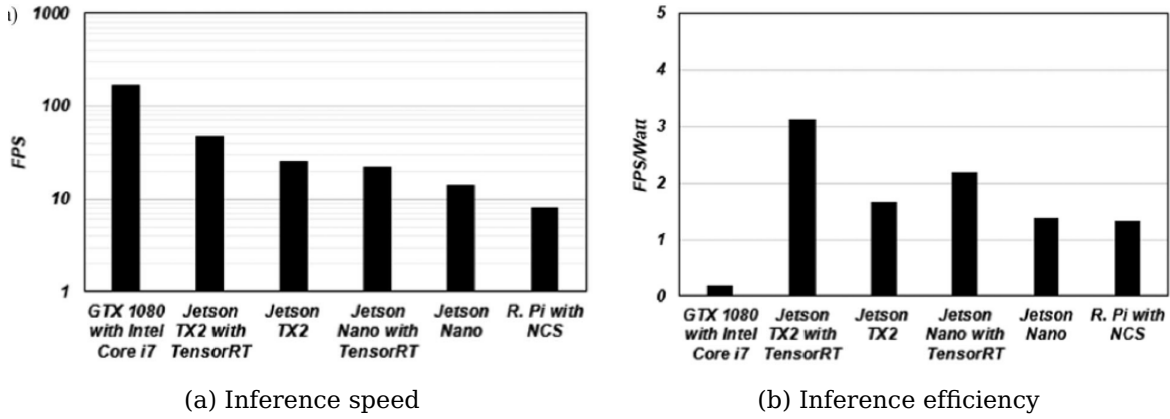 ı)
1000
100
10
1
FPS
GTX 1080 with Intel Core i7
Jetson TX2 with TensorRT
Jetson TX2
Jetson Nano with TensorRT
Jetson Nano
R. Pi with NCS
(a) Inference speed
5
4
3
2
1
0
FPS/Watt
GTX 1080 with Intel Core i7
Jetson TX2 with TensorRT
Jetson TX2
Jetson Nano with TensorRT
Jetson Nano
R. Pi with NCS
(b) Inference efficiency